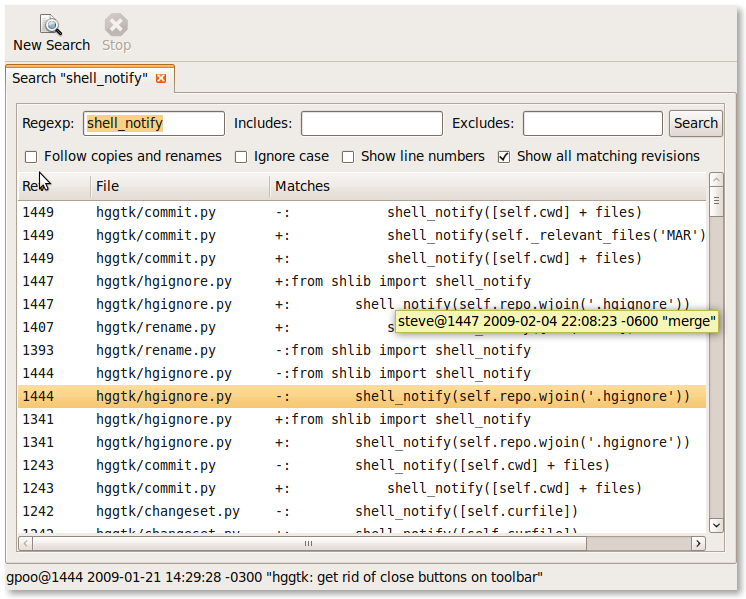 New Search Stop
Search "shell_notify"
Regexp: shell_notify Includes: Excludes: Search
Follow copies and renames Ignore case Show line numbers Show all matching revisions
File Matches
1449 hggtk/commit.py -: shell_notify([self.cwd] + files)
1449 hggtk/commit.py +: shell_notify(self._relevant_files('MAR')
1449 hggtk/commit.py +: shell_notify([self.cwd] + files)
1447 hggtk/hgignore.py +:from shlib import shell_notify
1447 hggtk/hgignore.py +: shell_notify(self.repo.wjoin('.hgignore'))
steve@1447 2009-02-04 22:08:23 -0600 "merge"
1407 hggtk/rename.py +:
1393 hggtk/rename.py -:from shlib import shell_notify
1444 hggtk/hgignore.py -:from shlib import shell_notify
1444 hggtk/hgignore.py -: shell_notify(self.repo.wjoin('.hgignore'))
1341 hggtk/hgignore.py +:from shlib import shell_notify
1341 hggtk/hgignore.py +: shell_notify(self.repo.wjoin('.hgignore'))
1243 hggtk/commit.py -: shell_notify([self.cwd] + files)
1243 hggtk/commit.py +: shell_notify([self.cwd] + files)
1242 hggtk/changeset.py -: shell_notify([self.curfile])
1242 hggtk/changeset.py +: shell_notify([self.curfile])
gpoo@1444 2009-01-21 14:29:28 -0300 "hggtk: get rid of close buttons on toolbar"